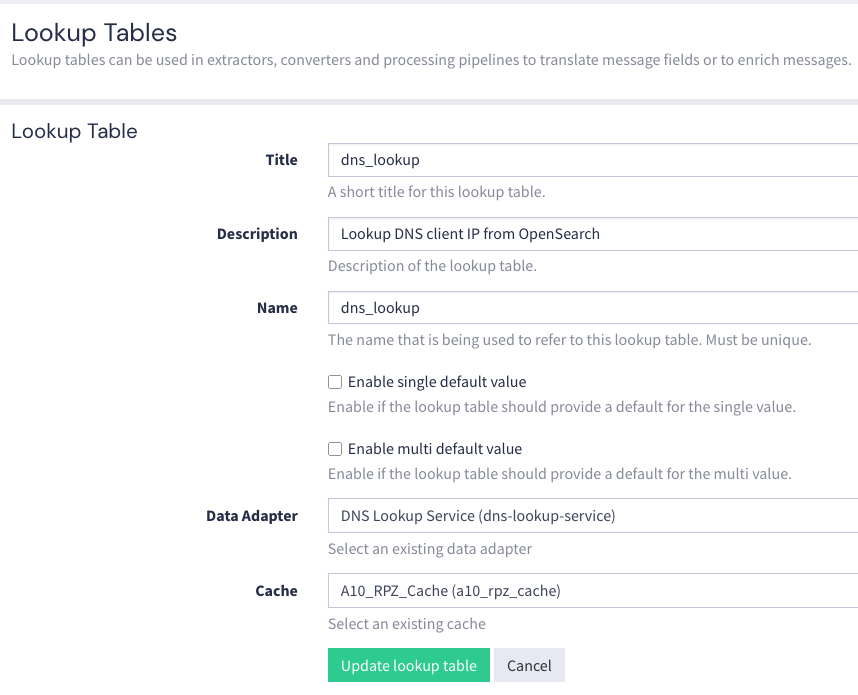 Lookup Tables
Lookup tables can be used in extractors, converters and processing pipelines to translate message fields or to enrich messages.
Lookup Table
Title
dns_lookup
A short title for this lookup table.
Description
Lookup DNS client IP from OpenSearch
Description of the lookup table.
Name
dns_lookup
The name that is being used to refer to this lookup table. Must be unique.
Enable single default value
Enable if the lookup table should provide a default for the single value.
Enable multi default value
Enable if the lookup table should provide a default for the multi value.
Data Adapter
DNS Lookup Service (dns-lookup-service)
Select an existing data adapter
Cache
A10_RPZ_Cache (a10_rpz_cache)
Select an existing cache
Update lookup table
Cancel